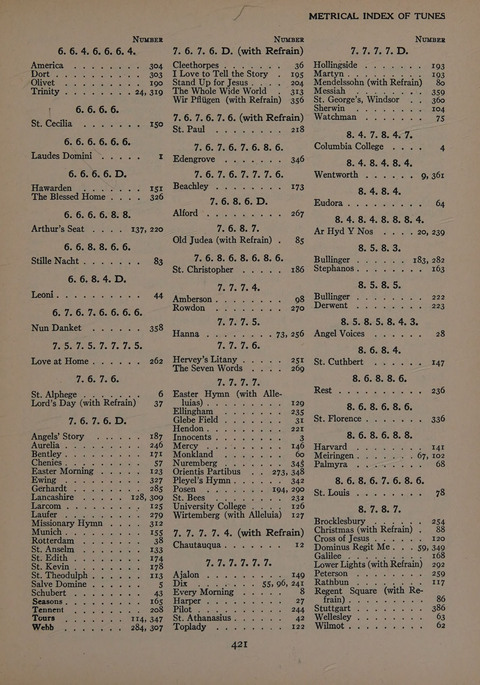 METRICAL INDEX OF TUNES
NUMBER
6. 6. 4. 6. 6. 6. 4.
America . . . . . . . . 304
Dort . . . . . . . . . 303
Olivet . . . . . . . . 190
Trinity . . . . . . . 24, 319
6. 6. 6. 6.
St. Cecilia . . . . . . . 150
6. 6. 6. 6. 6. 6.
Laudes Domini . . . . . 1
6. 6. 6. 6. D.
Hawarden . . . . . . . 151
The Blessed Home . . . . 326
6. 6. 6. 6. 8. 8.
Arthur's Seat . . . . 137, 220
6. 6. 8. 8. 6. 6.
Stille Nacht . . . . . . . 83
6. 6. 8. 4. D.
Leoni . . . . . . . . . 44
6. 7. 6. 7. 6. 6. 6. 6.
Nun Danket . . . . . . 358
7. 5. 7. 5. 7. 7. 7. 5.
Love at Home . . . . . . 262
7. 6. 7. 6.
St. Alphege . . . . . . . 6
Lord's Day (with Refrain) 37
7. 6. 7. 6. D.
Angels' Story . . . . . . 187
Aurelia . . . . . . . . 246
Bentley . . . . . . . . 171
Chenies . . . . . . . . 57
Easter Morning . . . . . 123
Ewing . . . . . . . . 327
Gerhardt . . . . . . . 285
Lancashire . . . . . 128, 309
Larcom . . . . . . . . 125
Laufer . . . . . . . . 279
Missionary Hymn . . . . 312
Munich . . . . . . . . 155
Rotterdam . . . . . . . 38
St. Anselm . . . . . . . 133
St. Edith . . . . . . . 174
St. Kevin . . . . . . . 178
St. Theodulph . . . . . 113
Salve Domine . . . . . . 5
Schubert . . . . . . . 43
Seasons . . . . . . . . 165
Tennent . . . . . . . . 208
Tours . . . . . . . 114, 347
Webb . . . . . . . 284, 307
NUMBER
7. 6. 7. 6. D. (with Refrain)
Cleethorpes . . . . . . . 36
I Love to Tell the Story . 195
Stand Up for Jesus . . . . 204
The Whole Wide World . 313
Wir Pflügen (with Refrain) 356
7. 6. 7. 6. 7. 6. (with Refrain)
St. Paul . . . . . . . . 218
7. 6. 7. 6. 7. 6. 8. 6.
Edengrove . . . . . . . 346
7. 6. 7. 6. 7. 7. 7. 6.
Beachley . . . . . . . . 173
7. 6. 8. 6. D.
Alford . . . . . . . . . 267
7. 6. 8. 7.
Old Judea (with Refrain) . 85
7. 6. 8. 6. 8. 6. 8. 6.
St. Christopher . . . . . 186
7. 7. 7. 4.
Amberson . . . . . . . . 98
Rowdon . . . . . . . . 270
7. 7. 7. 5.
Hanna . . . . . . . 73, 256
7. 7. 7. 6.
Hervey's Litany . . . . . 251
The Seven Words . . . . 269
7. 7. 7. 7.
Easter Hymn (with Alle-
luias) . . . . . . . . 129
Ellingham . . . . . . . 235
Glebe Field . . . . . . . 31
Hendon . . . . . . . . 221
Innocents . . . . . . . . 3
Mercy . . . . . . . . . 146
Monkland . . . . . . . 60
Nuremberg . . . . . . . 345
Orientis Partibus . . 273, 348
Pleyel's Hymn . . . . . . 342
Posen . . . . . . . 194, 290
St. Bees . . . . . . . . 232
University College . . . . 126
Wirtemberg (with Alleluia) 127
7. 7. 7. 7. 4. (with Refrain)
Chautauqua . . . . . . . 12
7. 7. 7. 7. 7. 7.
Ajalon . . . . . . . . 149
Dix . . . . . . . 55, 96, 241
Every Morning . . . . . . 8
Harper . . . . . . . . 27
Pilot . . . . . . . . . 244
St. Athanasius . . . . . . 42
Toplady . . . . . . . . 122
NUMBER
7. 7. 7. 7. D.
Hollingside . . . . . . . 193
Martyn . . . . . . . . 193
Mendelssohn (with Refrain) 80
Messiah . . . . . . . . 359
St. George's, Windsor . . 360
Sherwin . . . . . . . . 104
Watchman . . . . . . . 75
8. 4. 7. 8. 4. 7.
Columbia College . . . . 4
8. 4. 8. 4. 8. 4.
Wentworth . . . . . . 9, 361
8. 4. 8. 4.
Eudora . . . . . . . . . 64
8. 4. 8. 4. 8. 8. 8. 4.
Ar Hyd Y Nos . . . . 20, 239
8. 5. 8. 3.
Bullinger . . . . . . 183, 282
Stephanos . . . . . . . . 163
8. 5. 8. 5.
Bullinger . . . . . . . . 222
Derwent . . . . . . . . 223
8. 5. 8. 5. 8. 4. 3.
Angel Voices . . . . . . 28
8. 6. 8. 4.
St. Cuthbert . . . . . . 147
8. 6. 8. 8. 6.
Rest . . . . . . . . . . 236
8. 6. 8. 6. 8. 6.
St. Florence . . . . . . . 336
8. 6. 8. 6. 8. 8.
Harvard . . . . . . . . 141
Meiringen . . . . . . 67, 102
Palmyra . . . . . . . . 68
8. 6. 8. 6. 7. 6. 8. 6.
St. Louis . . . . . . . . 78
8. 7. 8. 7.
Brocklesbury . . . . . . 254
Christmas (with Refrain) . 88
Cross of Jesus . . . . . . 120
Dominus Regit Me . . 59, 349
Galilee . . . . . . . . 168
Lower Lights (with Refrain) 292
Peterson . . . . . . . . 259
Rathbun . . . . . . . . 117
Regent Square (with Re-
frain) . . . . . . . . 86
Stuttgart . . . . . . . . 386
Wellesley . . . . . . . . 63
Wilmot . . . . . . . . . 62
421